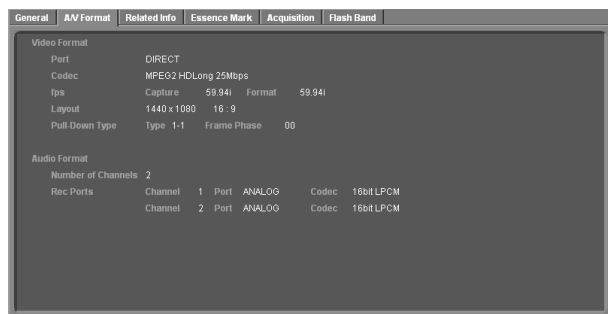 General A/V Format Related Info Essence Mark Acquisition Flash Band
Video Format
Port DIRECT
Codec MPEG2 HDLong 25Mbps
fps Capture 59.94i Format 59.94i
Layout 1440 x 1080 16 : 9
Pull-Down Type Type 1-1 Frame Phase 00
Audio Format
Number of Channels 2
Rec Ports Channel 1 Port ANALOG Codec 16bit LPCM
Channel 2 Port ANALOG Codec 16bit LPCM